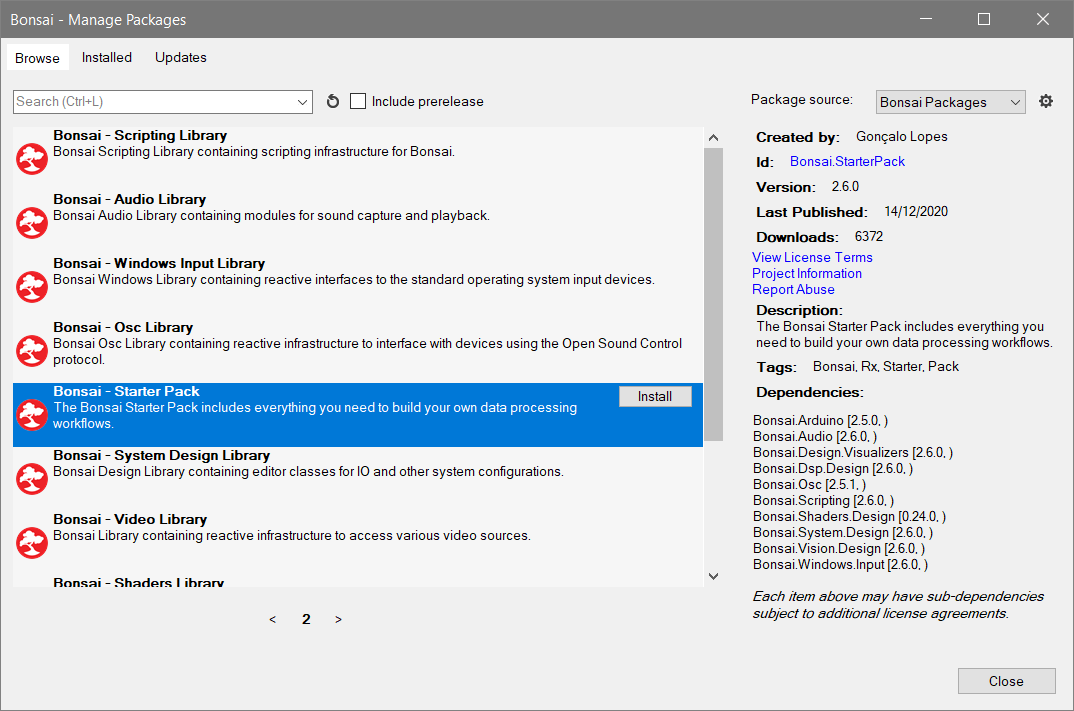 Bonsai - Manage Packages
Browse Installed Updates
Search (Ctrl+L)
Include prerelease
Package source: Bonsai Packages
Bonsai - Scripting Library
Bonsai Scripting Library containing scripting infrastructure for Bonsai.
Bonsai - Audio Library
Bonsai Audio Library containing modules for sound capture and playback.
Bonsai - Windows Input Library
Bonsai Windows Library containing reactive interfaces to the standard operating system input devices.
Bonsai - Osc Library
Bonsai Osc Library containing reactive infrastructure to interface with devices using the Open Sound Control
protocol.
Bonsai - Starter Pack
Install
The Bonsai Starter Pack includes everything you need to build your own data processing
workflows.
Bonsai - System Design Library
Bonsai Design Library containing editor classes for IO and other system configurations.
Bonsai - Video Library
Bonsai Library containing reactive infrastructure to access various video sources.
Bonsai - Shaders Library
< 2 >
Created by: Gonçalo Lopes
Id: Bonsai.StarterPack
Version: 2.6.0
Last Published: 14/12/2020
Downloads: 6372
View License Terms
Project Information
Report Abuse
Description:
The Bonsai Starter Pack includes everything you
need to build your own data processing workflows.
Tags: Bonsai, Rx, Starter, Pack
Dependencies:
Bonsai.Arduino [2.5.0, )
Bonsai.Audio [2.6.0, )
Bonsai.Design.Visualizers [2.6.0, )
Bonsai.Dsp.Design [2.6.0, )
Bonsai.Osc [2.5.1, )
Bonsai.Scripting [2.6.0, )
Bonsai.Shaders.Design [0.24.0, )
Bonsai.System.Design [2.6.0, )
Bonsai.Vision.Design [2.6.0, )
Bonsai.Windows.Input [2.6.0, )
Each item above may have sub-dependencies
subject to additional license agreements.
Close